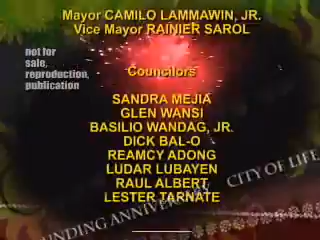 Mayor CAMILO LAMMAWIN, JR.
Vice Mayor RAINIER SAROL
not for
sale,
reproduction,
publication
Councilors
SANDRA MEJIA
GLEN WANSI
BASILIO WANDAG, JR.
DICK BAL-O
REAMCY ADONG
LUDAR LUBAYEN
RAUL ALBERT
LESTER TARNATE
CITY OF LIFE